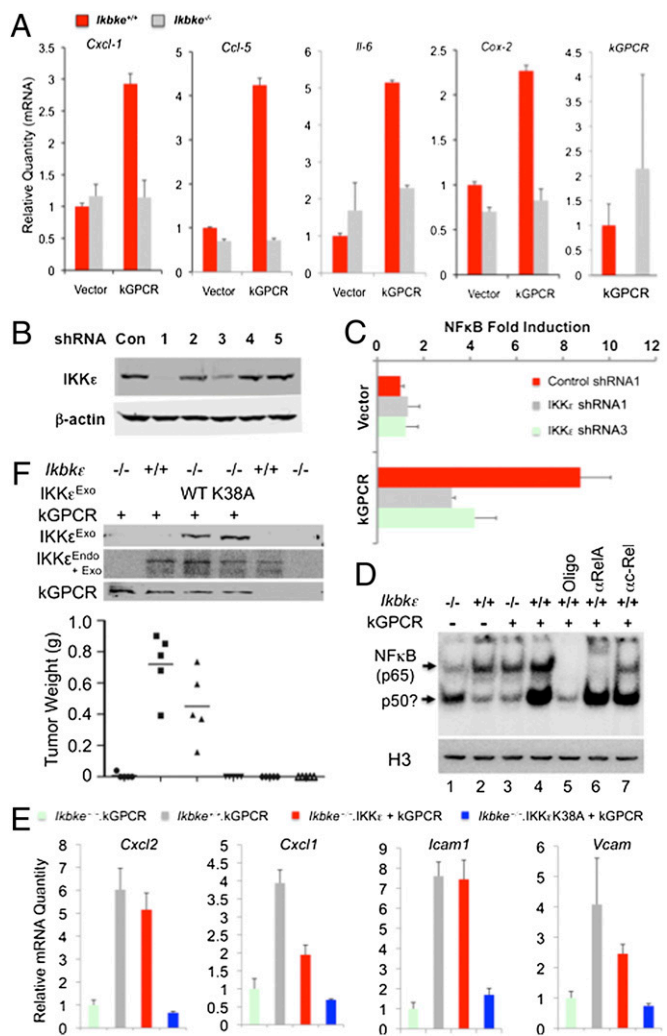 A
Ikbke+/+ Ikbke-/-
Cxcl-1 Ccl-5 Il-6 Cox-2 kGPCR
Relative Quantity (mRNA)
3.5
3
2.5
2
1.5
1
0.5
0
5
4
3
2
1
0
6
5
4
3
2
1
0
2.5
2
1.5
1
0.5
0
4.5
4
3.5
3
2.5
2
1.5
1
0.5
0
Vector kGPCR Vector kGPCR Vector kGPCR Vector kGPCR kGPCR
B
shRNA Con 1 2 3 4 5
IKKε
β-actin
C
NFκB Fold Induction
0 2 4 6 8 10 12
Vector
kGPCR
Control shRNA1
IKKε shRNA1
IKKε shRNA3
F
Ikbkε -/- +/+ -/- -/- +/+ -/-
IKKεExo WT K38A
kGPCR + + + +
IKKεExo
IKKεEndo
+ Exo
kGPCR
Tumor Weight (g)
1.0
0.8
0.6
0.4
0.2
0
D
Oligo
αRelA
αc-Rel
Ikbkε -/- +/+ -/- +/+ +/+ +/+ +/+
kGPCR - - + + + + +
NFκB
(p65)
p50?
H3
1 2 3 4 5 6 7
E
Ikbke-/-.kGPCR Ikbke+/+.kGPCR Ikbke-/-.IKKε + kGPCR Ikbke-/-.IKKεK38A + kGPCR
Cxcl2 Cxcl1 Icam1 Vcam
Relative mRNA Quantity
8
7
6
5
4
3
2
1
0
5
4.5
4
3.5
3
2.5
2
1.5
1
0.5
0
9
8
7
6
5
4
3
2
1
0
6
5
4
3
2
1
0